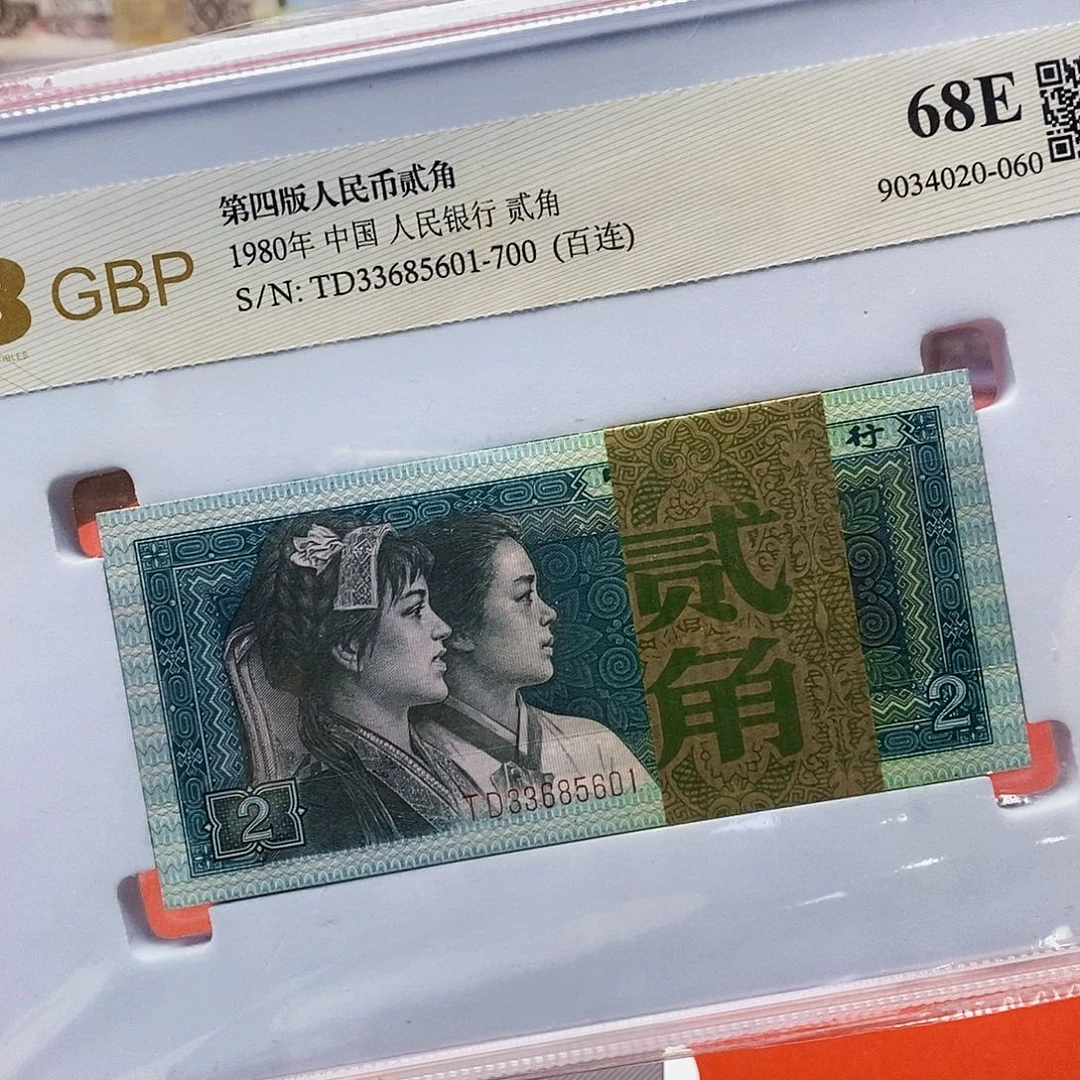 68E
9034020-060
GBP
第四版人民币贰角
1980年 中国 人民银行 贰角
S/N: TD33685601-700 (百连)
行
贰
角
2
TD33685601
2